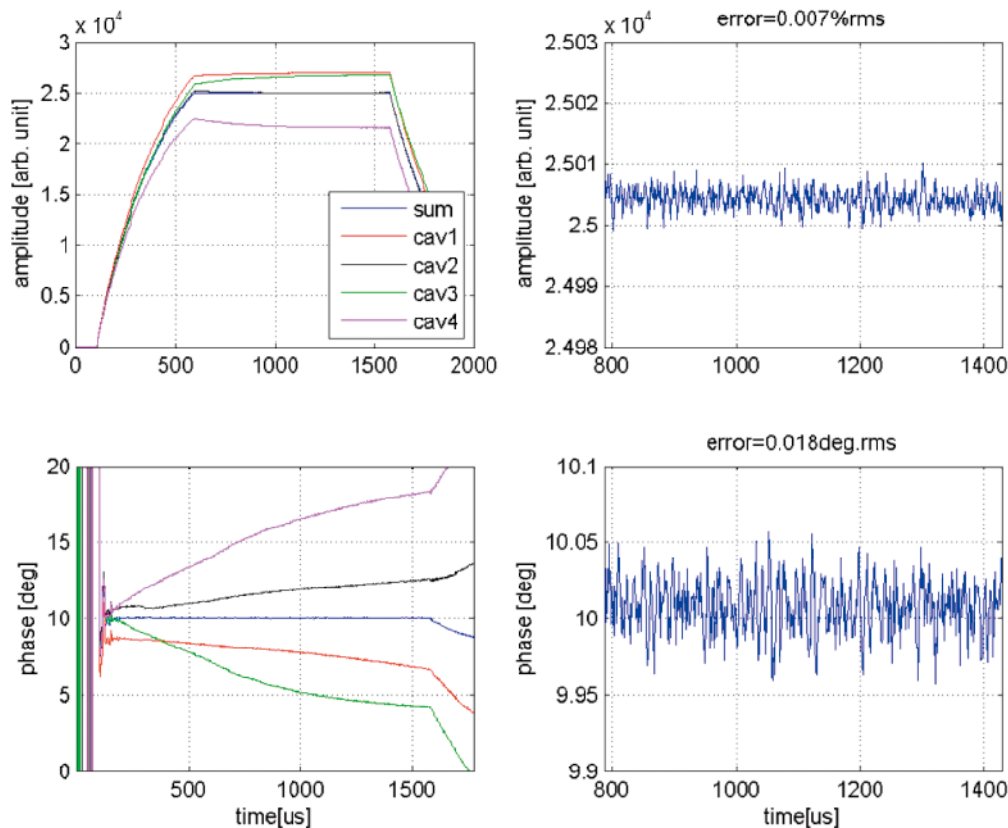 x 10⁴
3
2.5
2
1.5
1
0.5
0
0
500
1000
1500
2000
amplitude [arb. unit]
sum
cav1
cav2
cav3
cav4
error=0.007%rms
x 10⁴
2.503
2.502
2.501
2.5
2.499
2.498
800
1000
1200
1400
amplitude [arb. unit]
20
15
10
5
0
500
1000
1500
phase [deg]
time[us]
error=0.018deg.rms
10.1
10.05
10
9.95
9.9
800
1000
1200
1400
phase [deg]
time[us]